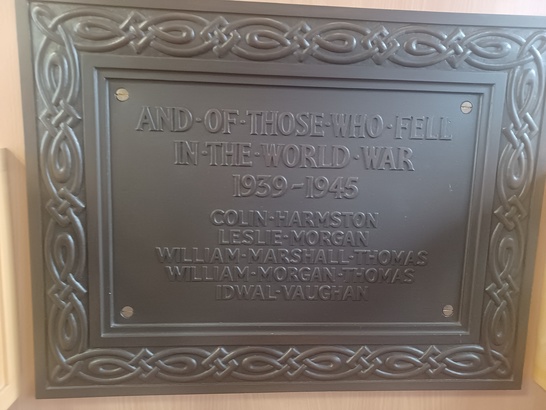 AND-OF-THOSE-WHO-FELL
IN-THE-WORLD-WAR
1939-1945
COLIN-HARMSTON
LESLIE-MORGAN
WILLIAM-MARSHALL-THOMAS
WILLIAM-MORGAN-THOMAS
IDWAL-VAUGHAN